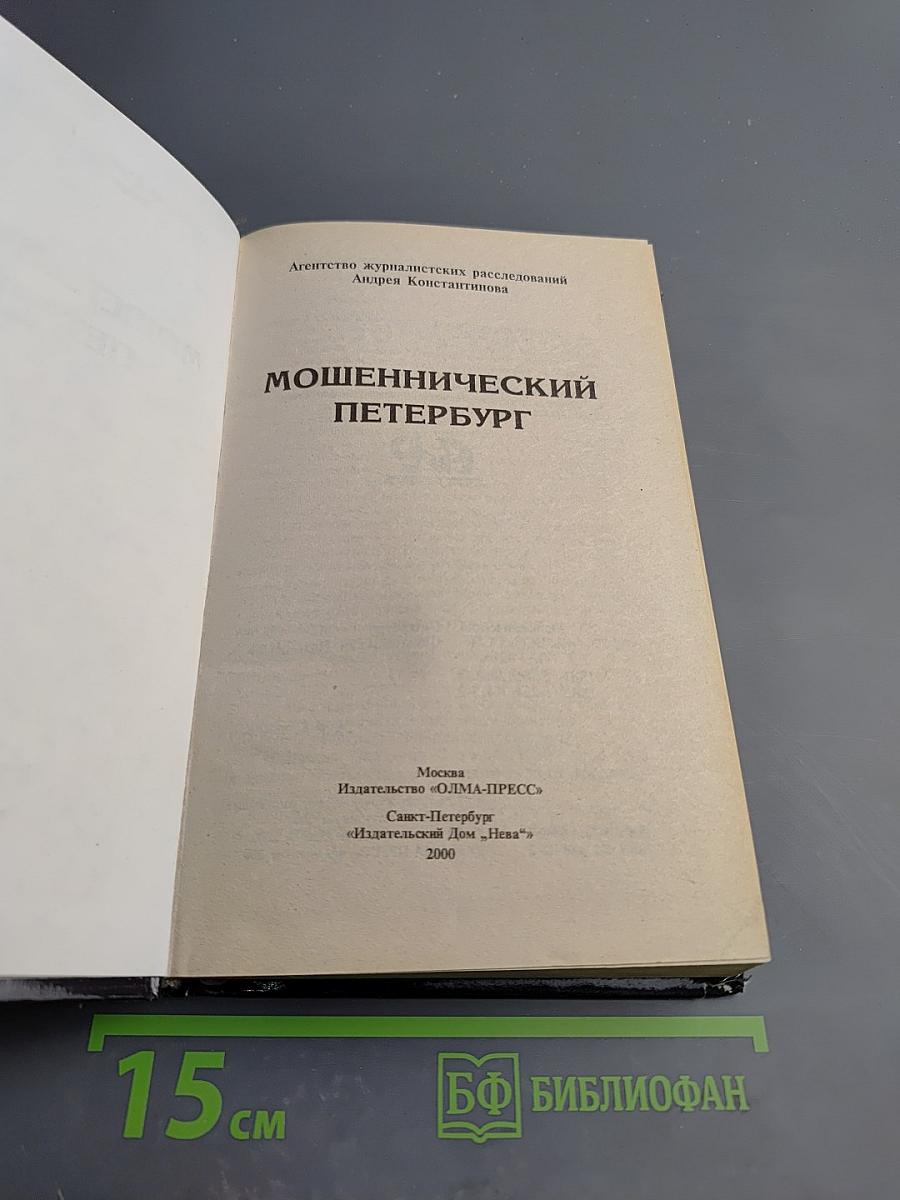 Агентство журналистских расследований
Андрея Константинова
МОШЕННИЧЕСКИЙ
ПЕТЕРБУРГ
Москва
Издательство «ОЛМА-ПРЕСС»
Санкт-Петербург
«Издательский Дом „Нева“»
2000
15 см
БФ БИБЛИОФАН